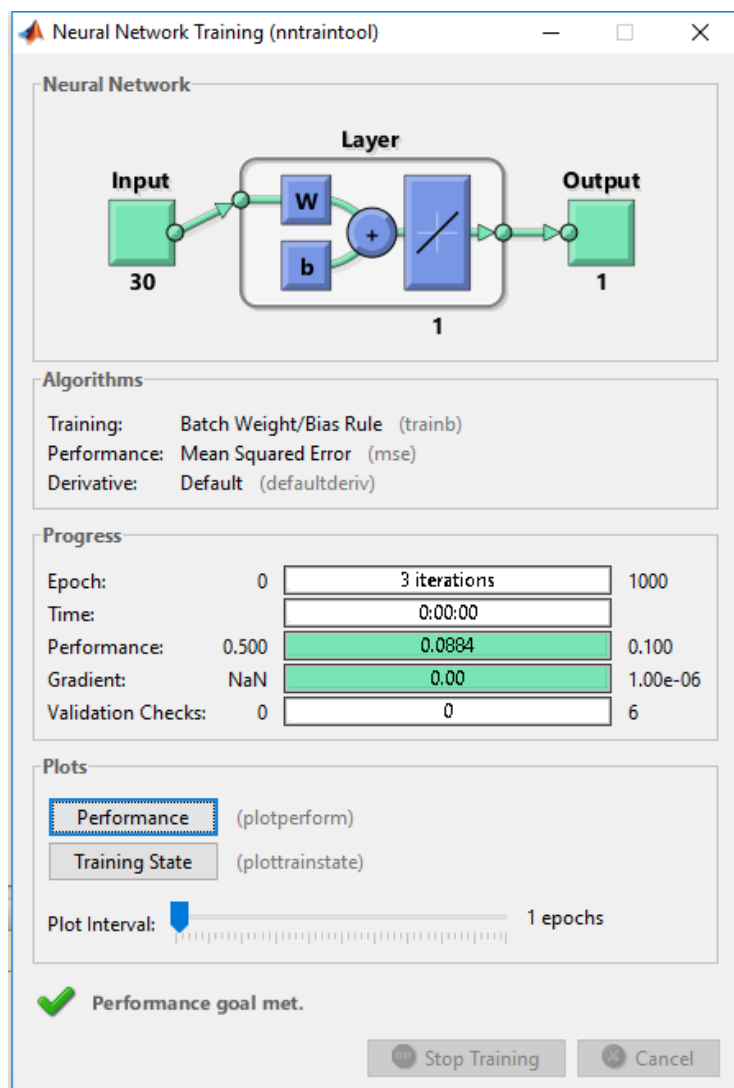 Neural Network Training (nntraintool)
Neural Network
Layer
Input
Output
W
b
+
30
1
1
Algorithms
Training: Batch Weight/Bias Rule (trainb)
Performance: Mean Squared Error (mse)
Derivative: Default (defaultderiv)
Progress
Epoch: 0 3 iterations 1000
Time: 0:00:00
Performance: 0.500 0.0884 0.100
Gradient: NaN 0.00 1.00e-06
Validation Checks: 0 0 6
Plots
Performance (plotperform)
Training State (plottrainstate)
Plot Interval: 1 epochs
Performance goal met.
STOP Stop Training Cancel